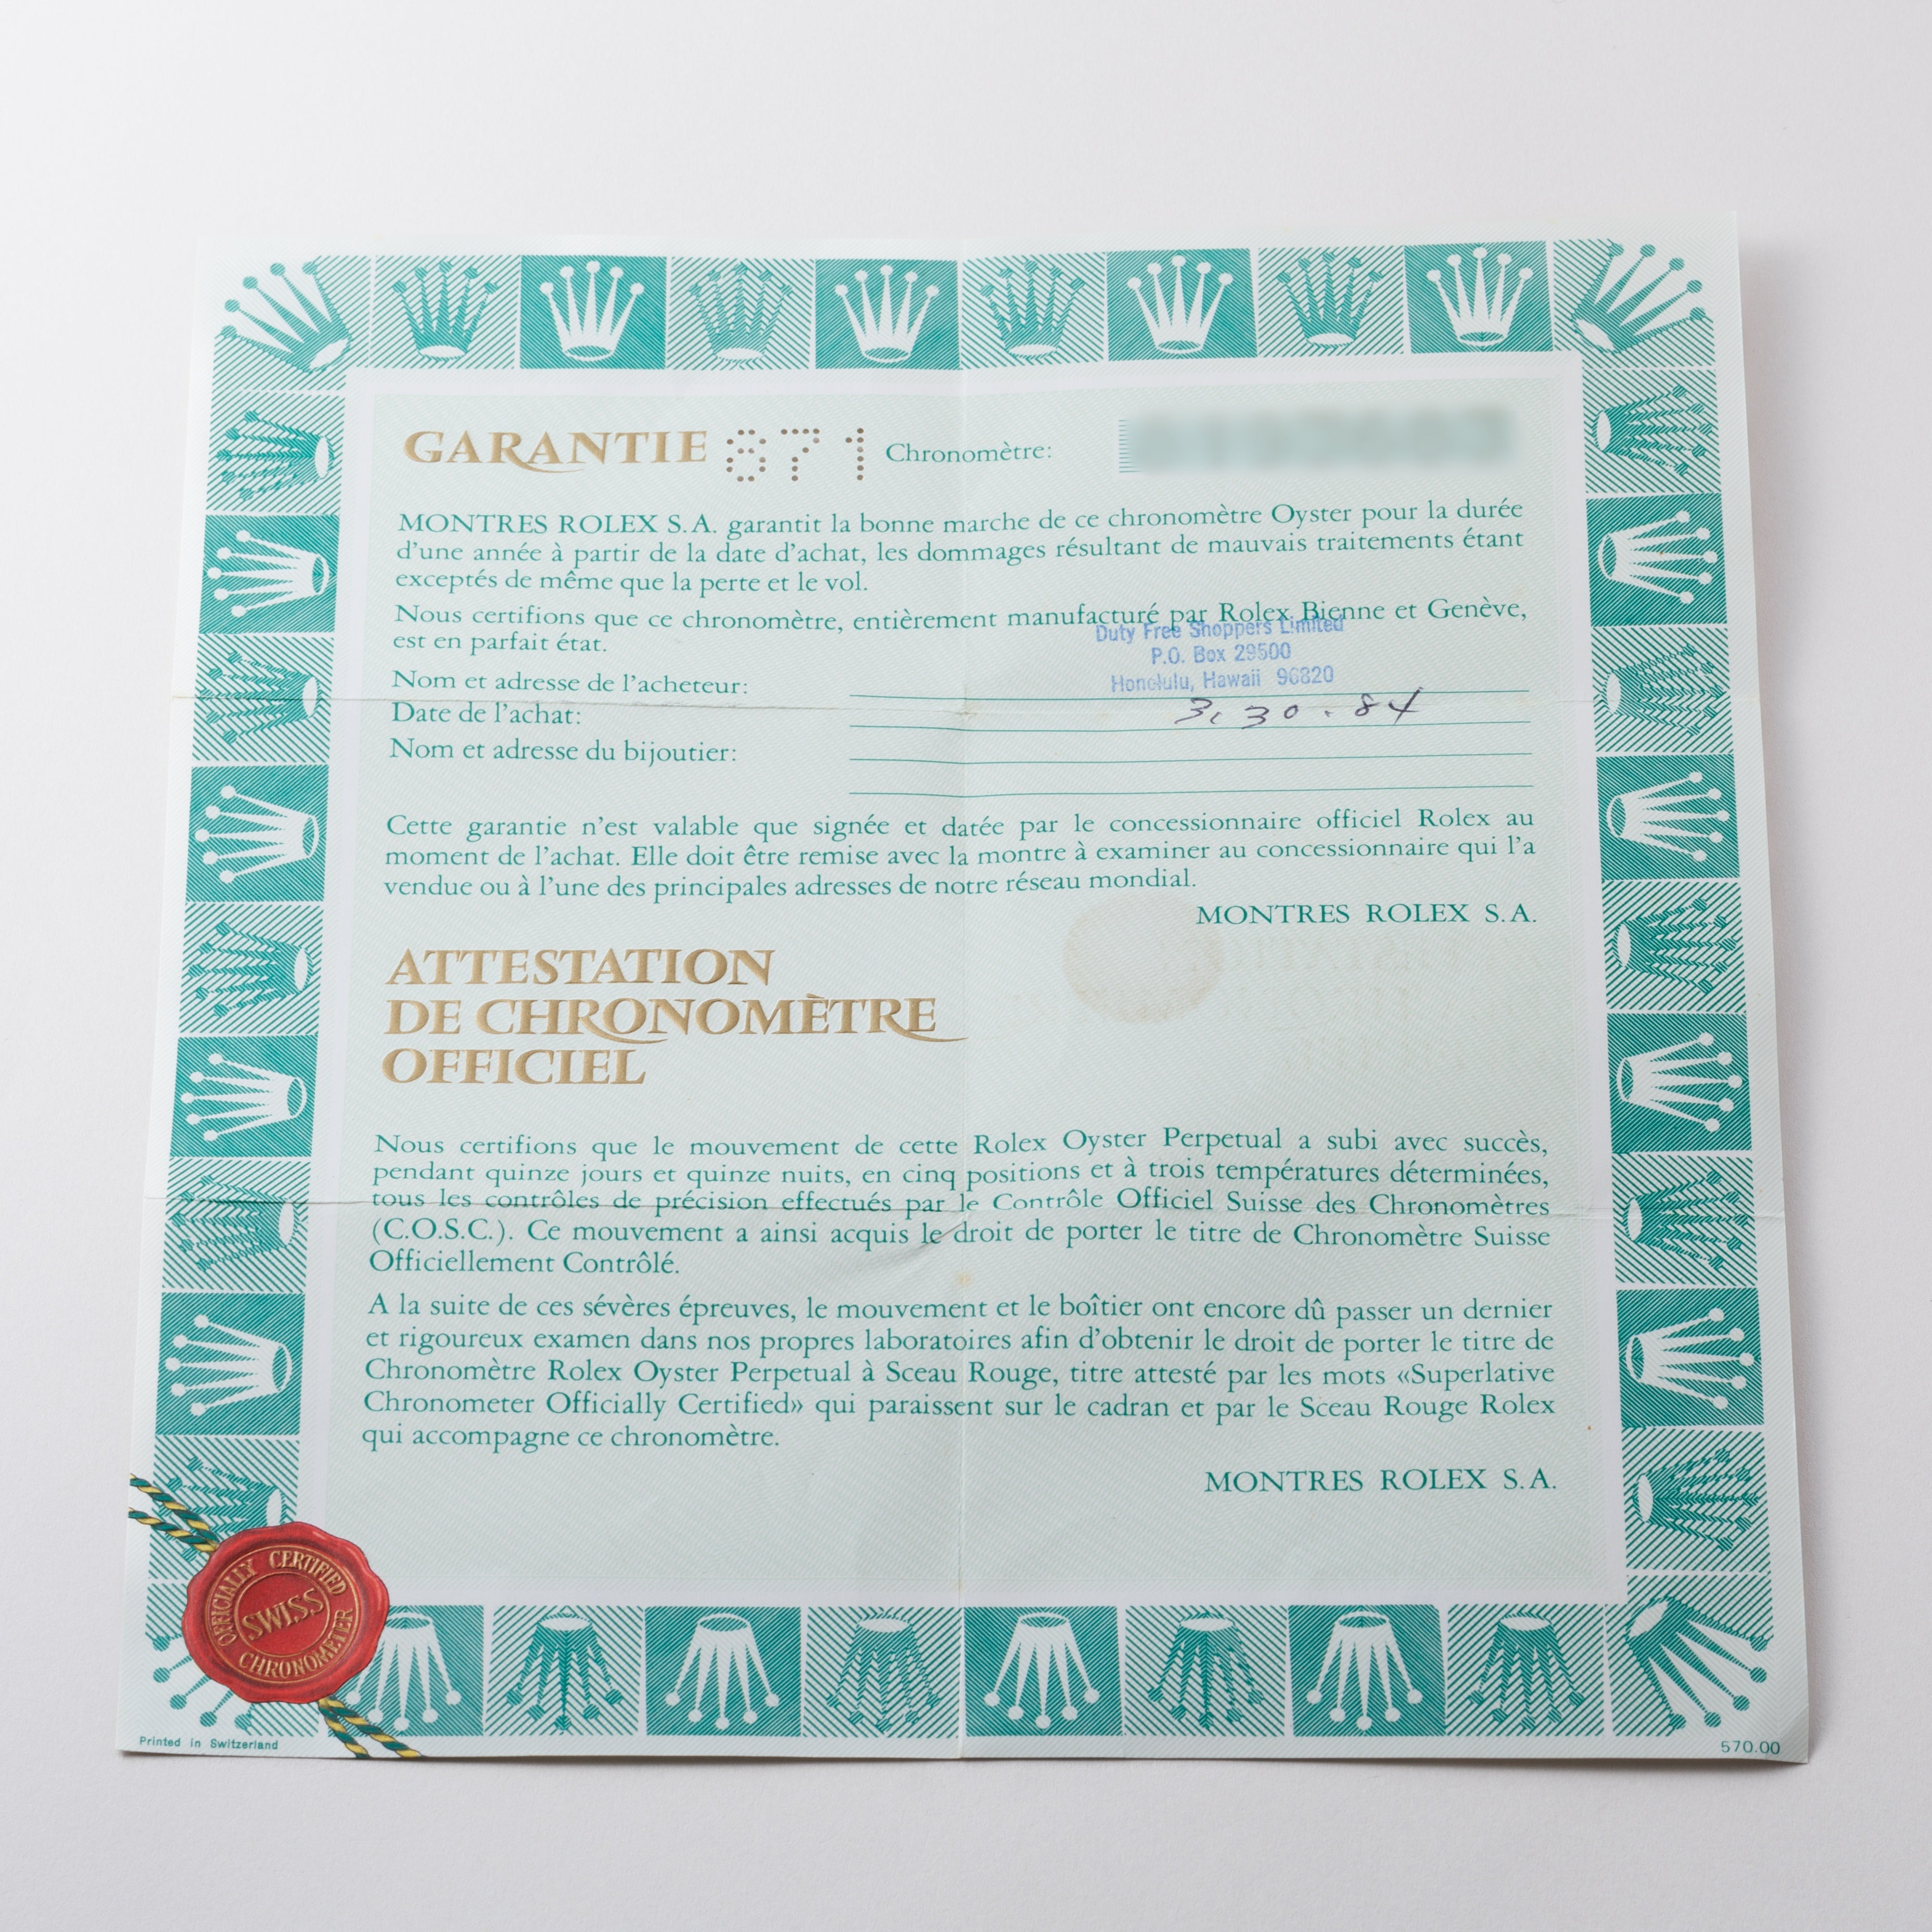 GARANTIE 671 Chronomètre:
MONTRES ROLEX S.A. garantit la bonne marche de ce chronomètre Oyster pour la durée
d'une année à partir de la date d'achat, les dommages résultant de mauvais traitements étant
exceptés de même que la perte et le vol.
Nous certifions que ce chronomètre, entièrement manufacturé par Rolex Bienne et Genève,
est en parfait état.
Duty Free Shoppers Limited
P.O. Box 29500
Honolulu, Hawaii 96820
Nom et adresse de l'acheteur:
Date de l'achat: 3.30.84
Nom et adresse du bijoutier:
Cette garantie n'est valable que signée et datée par le concessionnaire officiel Rolex au
moment de l'achat. Elle doit être remise avec la montre à examiner au concessionnaire qui l'a
vendue ou à l'une des principales adresses de notre réseau mondial.
MONTRES ROLEX S.A.
ATTESTATION
DE CHRONOMÈTRE
OFFICIEL
Nous certifions que le mouvement de cette Rolex Oyster Perpetual a subi avec succès,
pendant quinze jours et quinze nuits, en cinq positions et à trois températures déterminées,
tous les contrôles de précision effectués par le Contrôle Officiel Suisse des Chronomètres
(C.O.S.C.). Ce mouvement a ainsi acquis le droit de porter le titre de Chronomètre Suisse
Officiellement Contrôlé.
A la suite de ces sévères épreuves, le mouvement et le boîtier ont encore dû passer un dernier
et rigoureux examen dans nos propres laboratoires afin d'obtenir le droit de porter le titre de
Chronomètre Rolex Oyster Perpetual à Sceau Rouge, titre attesté par les mots «Superlative
Chronometer Officially Certified» qui paraissent sur le cadran et par le Sceau Rouge Rolex
qui accompagne ce chronomètre.
MONTRES ROLEX S.A.
OFFICIALLY CERTIFIED
SWISS
CHRONOMETER
Printed in Switzerland
570.00